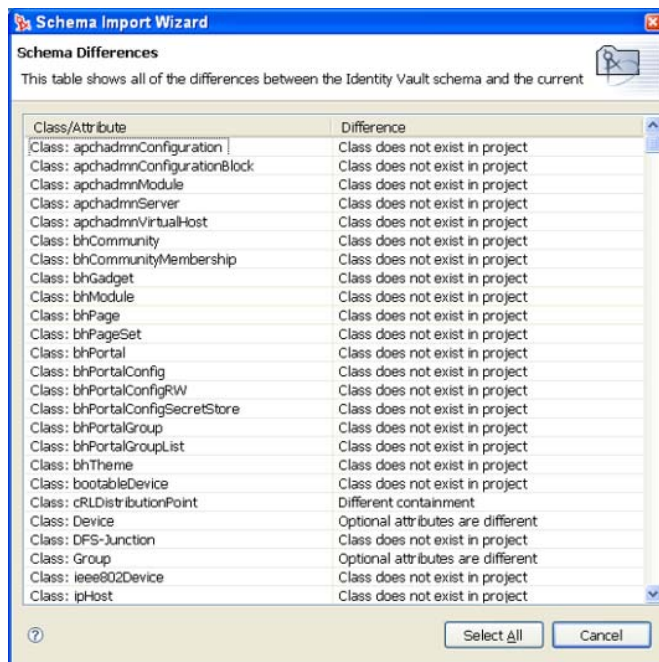 Schema Import Wizard
Schema Differences
This table shows all of the differences between the Identity Vault schema and the current
Class/Attribute Difference
Class: apchadmnConfiguration Class does not exist in project
Class: apchadmnConfigurationBlock Class does not exist in project
Class: apchadmnModule Class does not exist in project
Class: apchadmnServer Class does not exist in project
Class: apchadmnVirtualHost Class does not exist in project
Class: bhCommunity Class does not exist in project
Class: bhCommunityMembership Class does not exist in project
Class: bhGadget Class does not exist in project
Class: bhModule Class does not exist in project
Class: bhPage Class does not exist in project
Class: bhPageSet Class does not exist in project
Class: bhPortal Class does not exist in project
Class: bhPortalConfig Class does not exist in project
Class: bhPortalConfigRW Class does not exist in project
Class: bhPortalConfigSecretStore Class does not exist in project
Class: bhPortalGroup Class does not exist in project
Class: bhPortalGroupList Class does not exist in project
Class: bhTheme Class does not exist in project
Class: bootableDevice Class does not exist in project
Class: cRLDistributionPoint Different containment
Class: Device Optional attributes are different
Class: DFS-Junction Class does not exist in project
Class: Group Optional attributes are different
Class: ieee802Device Class does not exist in project
Class: ipHost Class does not exist in project
? Select All Cancel